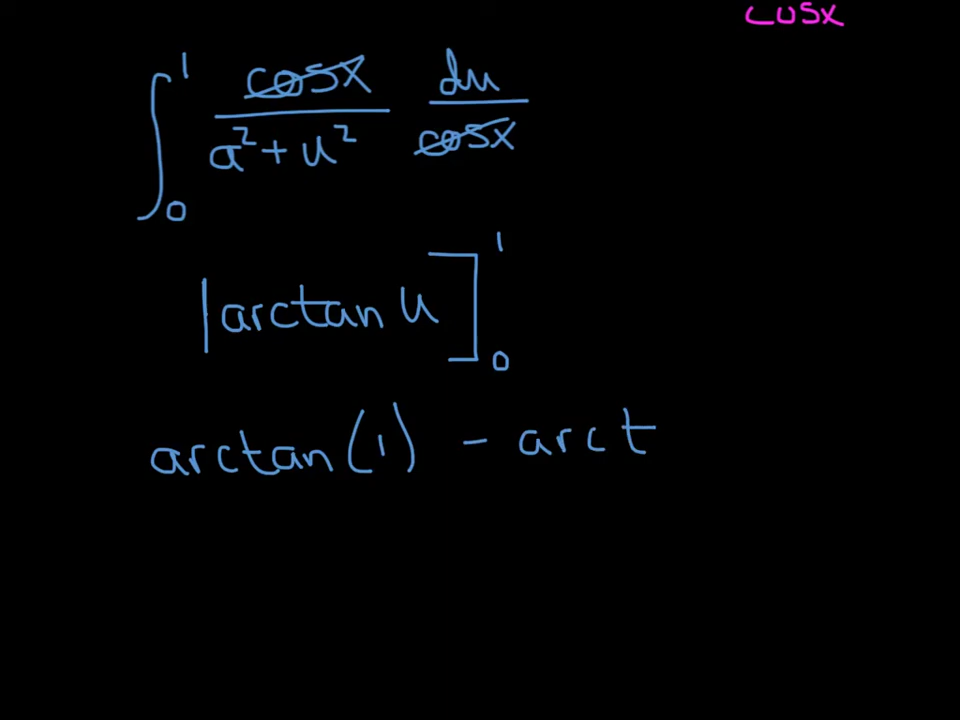 cosx
∫₀¹ cosx/(a²+u²) du/cosx
|arctan u]₀¹
arctan(1) - arct